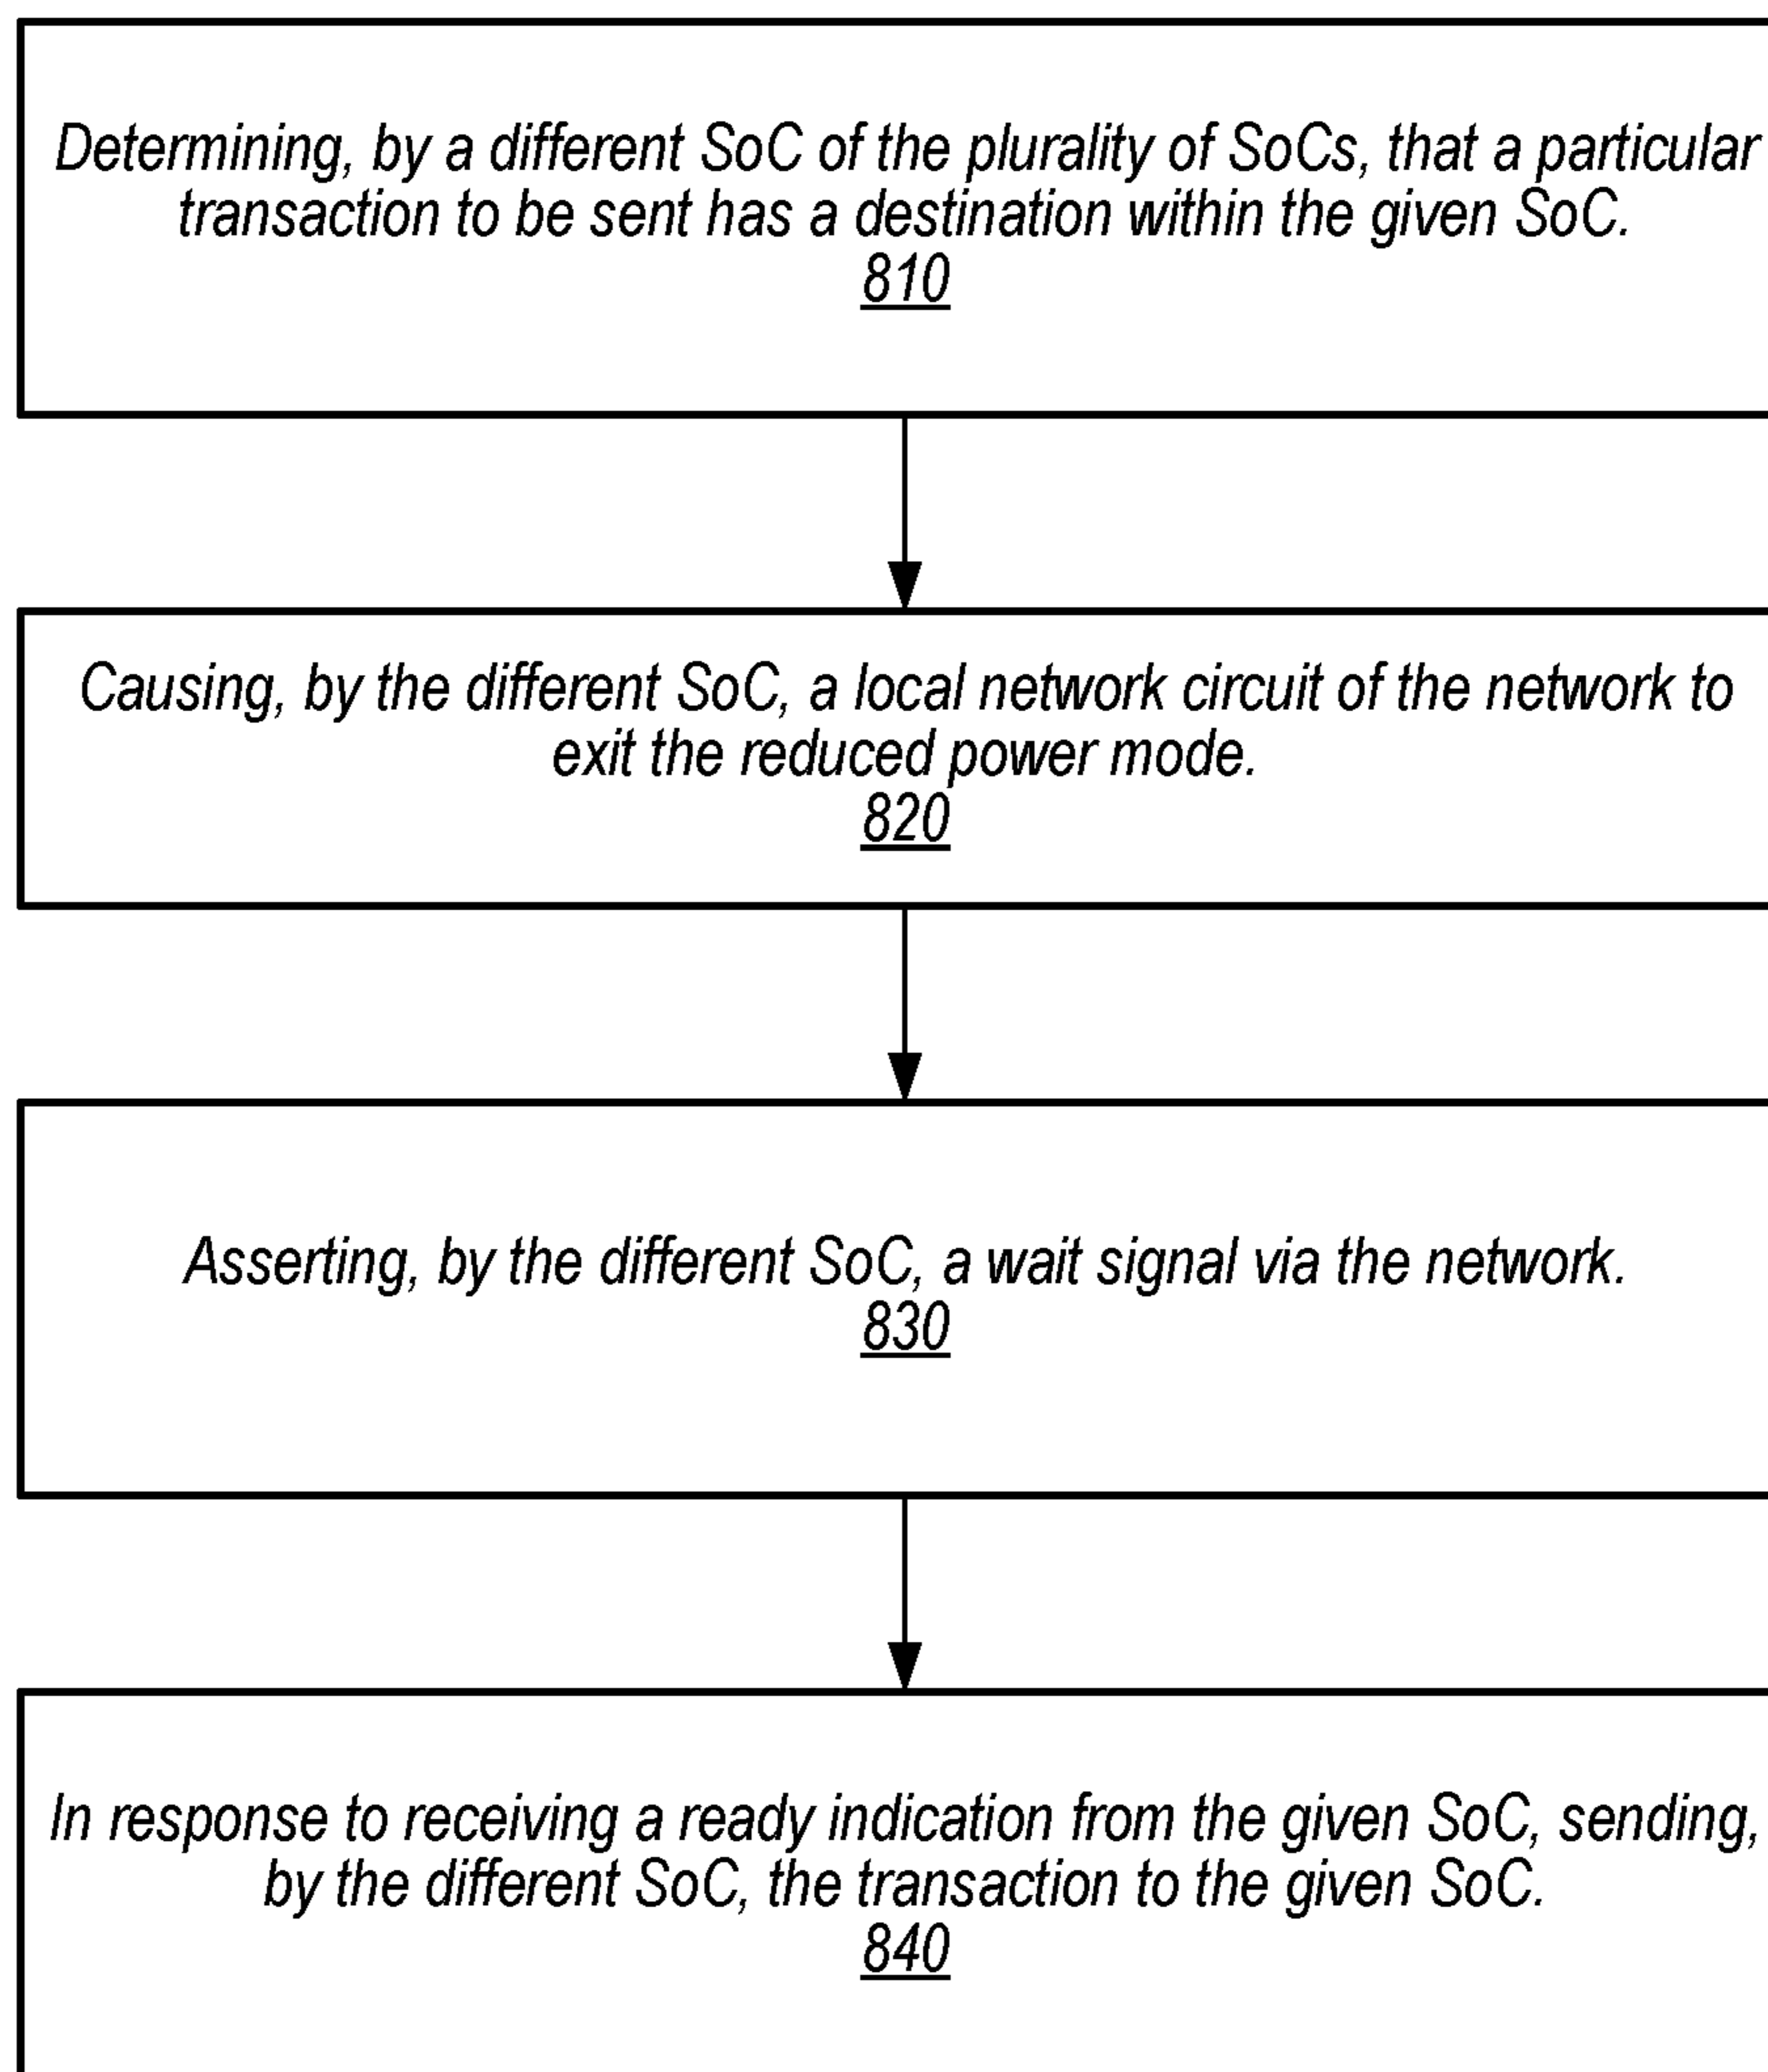 Determining, by a different SoC of the plurality of SoCs, that a particular
transaction to be sent has a destination within the given SoC.
810
Causing, by the different SoC, a local network circuit of the network to
exit the reduced power mode.
820
Asserting, by the different SoC, a wait signal via the network.
830
In response to receiving a ready indication from the given SoC, sending,
by the different SoC, the transaction to the given SoC.
840